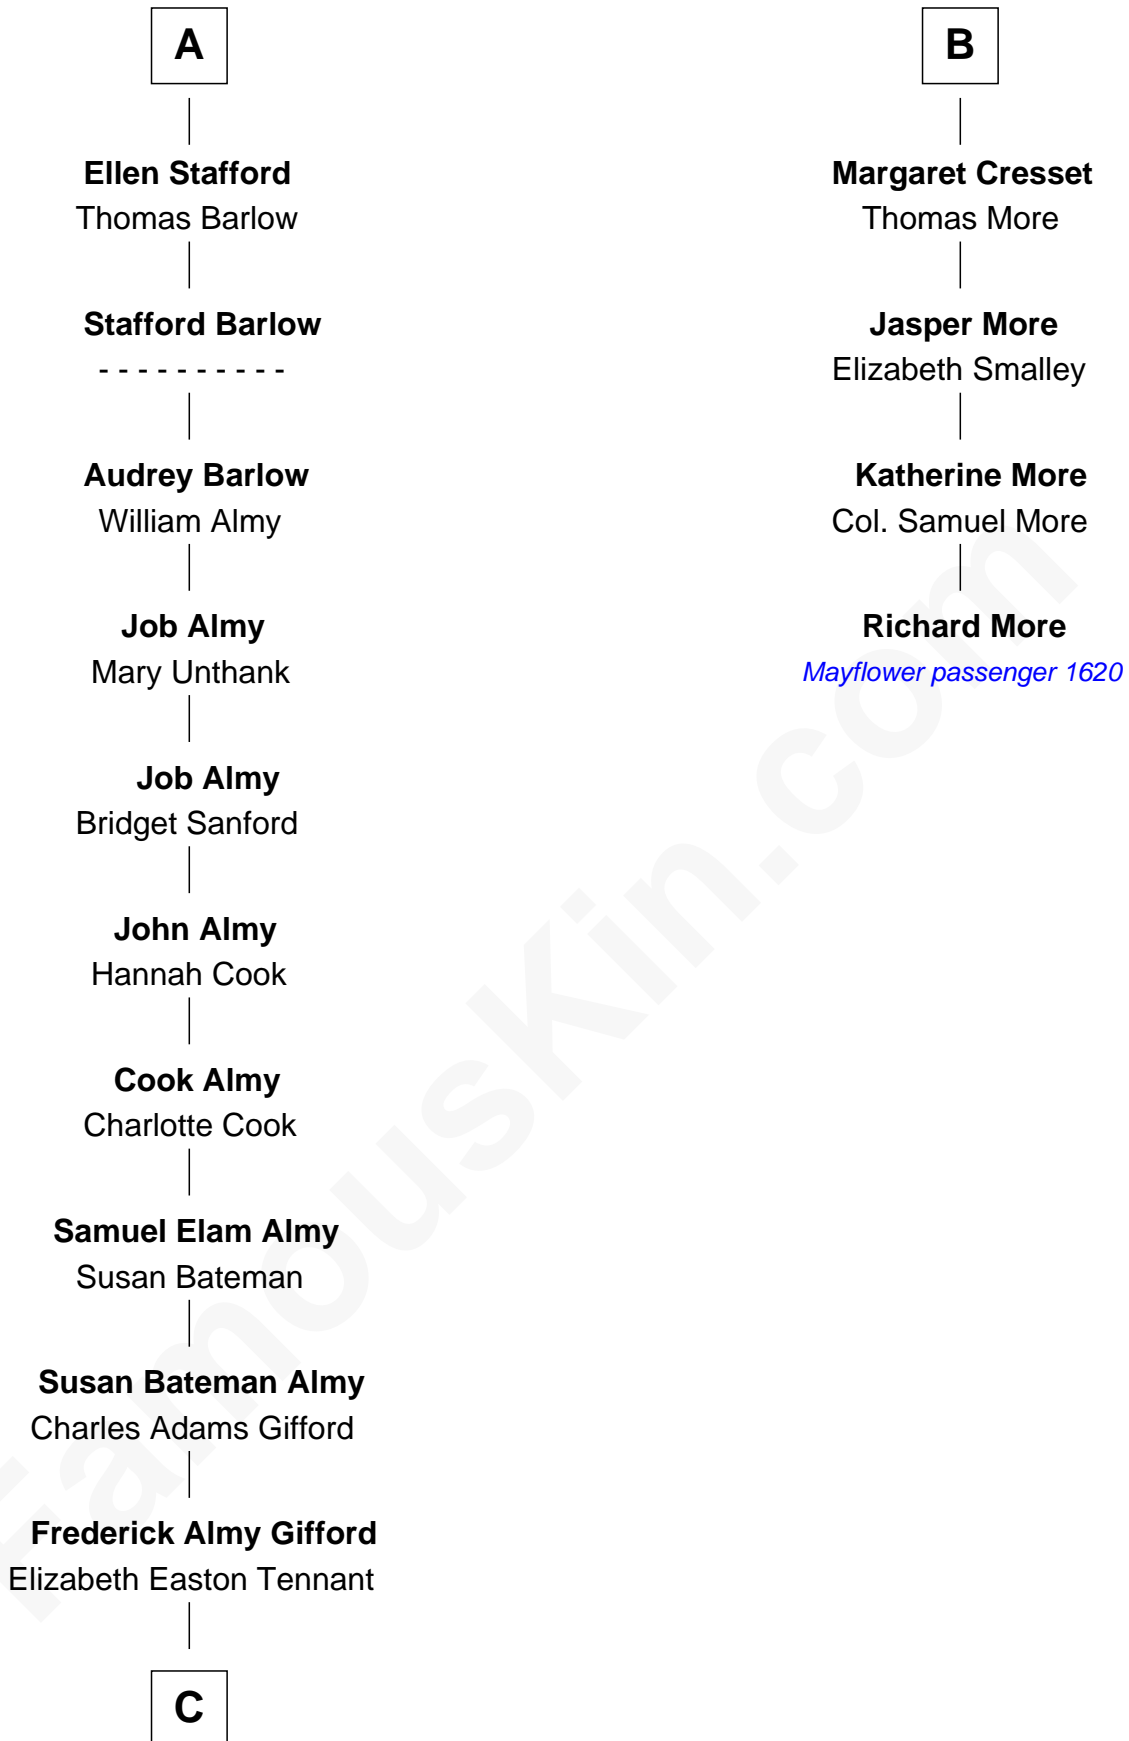 A
Ellen Stafford
Thomas Barlow
Stafford Barlow
- - - - - - - - - -
Audrey Barlow
William Almy
Job Almy
Mary Unthank
Job Almy
Bridget Sanford
John Almy
Hannah Cook
Cook Almy
Charlotte Cook
Samuel Elam Almy
Susan Bateman
Susan Bateman Almy
Charles Adams Gifford
Frederick Almy Gifford
Elizabeth Easton Tennant
C
B
Margaret Cresset
Thomas More
Jasper More
Elizabeth Smalley
Katherine More
Col. Samuel More
Richard More
Mayflower passenger 1620
FamousKin.com